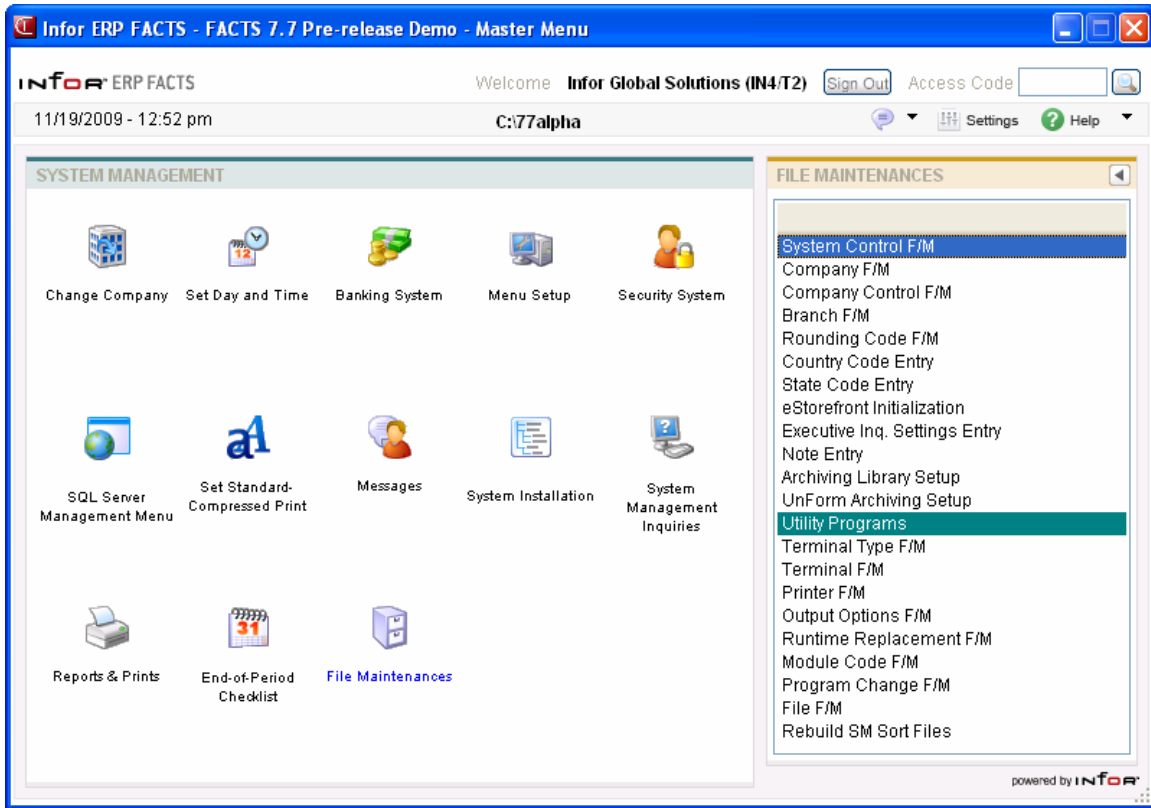 Infor ERP FACTS - FACTS 7.7 Pre-release Demo - Master Menu
infor ERP FACTS
Welcome Infor Global Solutions (IN4/T2) Sign Out Access Code
11/19/2009 - 12:52 pm
C:\77alpha
Settings
Help
SYSTEM MANAGEMENT
Change Company
Set Day and Time
Banking System
Menu Setup
Security System
SQL Server
Management Menu
Set Standard-
Compressed Print
Messages
System Installation
System
Management
Inquiries
Reports & Prints
End-of-Period
Checklist
File Maintenances
FILE MAINTENANCES
System Control F/M
Company F/M
Company Control F/M
Branch F/M
Rounding Code F/M
Country Code Entry
State Code Entry
eStorefront Initialization
Executive Inq. Settings Entry
Note Entry
Archiving Library Setup
UnForm Archiving Setup
Utility Programs
Terminal Type F/M
Terminal F/M
Printer F/M
Output Options F/M
Runtime Replacement F/M
Module Code F/M
Program Change F/M
File F/M
Rebuild SM Sort Files
powered by infor